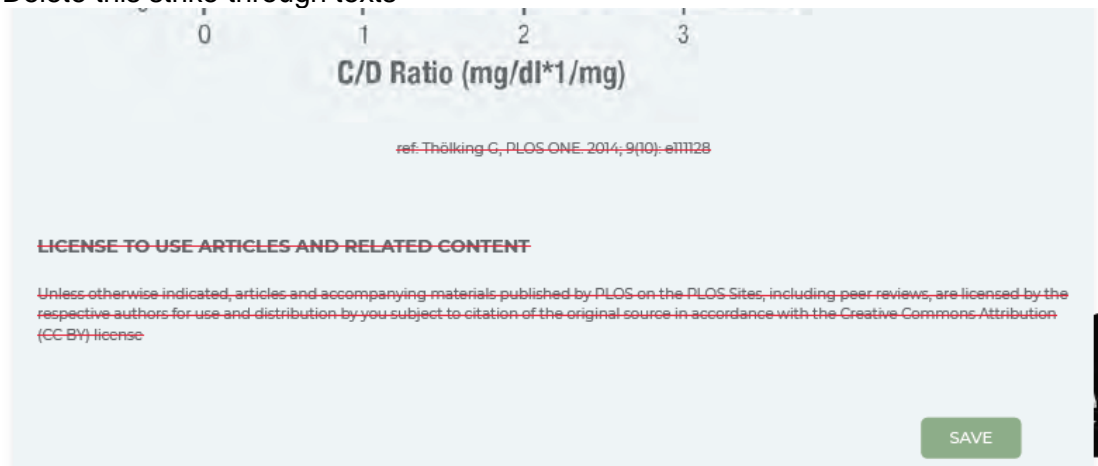 Delete this strike through texts
0 1 2 3
C/D Ratio (mg/dl*1/mg)
ref: Thölking G, PLOS ONE. 2014; 9(10): e111128
LICENSE TO USE ARTICLES AND RELATED CONTENT
Unless otherwise indicated, articles and accompanying materials published by PLOS on the PLOS Sites, including peer reviews, are licensed by the
respective authors for use and distribution by you subject to citation of the original source in accordance with the Creative Commons Attribution
(CC BY) license
SAVE